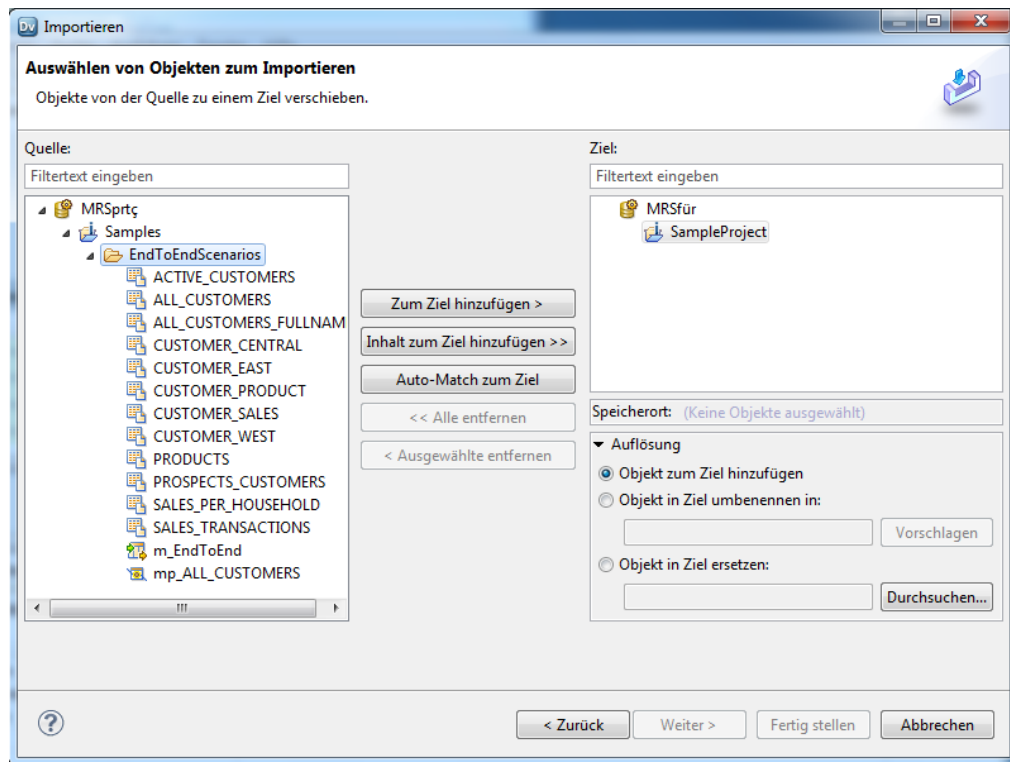 Dv Importieren
Auswählen von Objekten zum Importieren
Objekte von der Quelle zu einem Ziel verschieben.
Quelle:
Filtertext eingeben
MRSprtç
Samples
EndToEndScenarios
ACTIVE_CUSTOMERS
ALL_CUSTOMERS
ALL_CUSTOMERS_FULLNAM
CUSTOMER_CENTRAL
CUSTOMER_EAST
CUSTOMER_PRODUCT
CUSTOMER_SALES
CUSTOMER_WEST
PRODUCTS
PROSPECTS_CUSTOMERS
SALES_PER_HOUSEHOLD
SALES_TRANSACTIONS
m_EndToEnd
mp_ALL_CUSTOMERS
Zum Ziel hinzufügen >
Inhalt zum Ziel hinzufügen >>
Auto-Match zum Ziel
<< Alle entfernen
< Ausgewählte entfernen
Ziel:
Filtertext eingeben
MRSfür
SampleProject
Speicherort: (Keine Objekte ausgewählt)
Auflösung
Objekt zum Ziel hinzufügen
Objekt in Ziel umbenennen in:
Vorschlagen
Objekt in Ziel ersetzen:
Durchsuchen...
?
< Zurück
Weiter >
Fertig stellen
Abbrechen